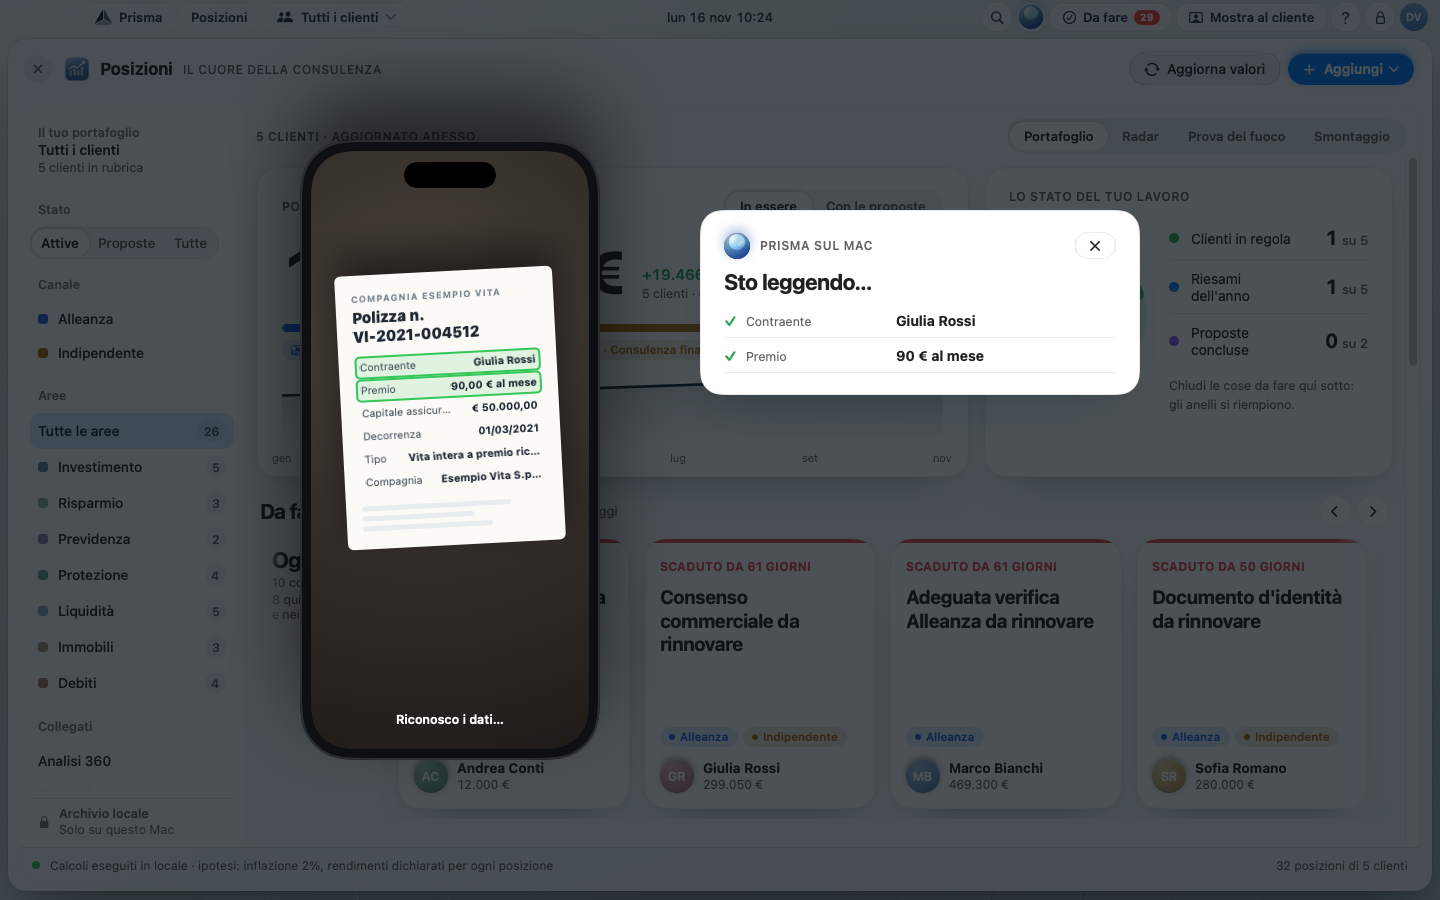 Prisma
Posizioni
Tutti i clienti
lun 16 nov 10:24
Da fare 29
Mostra al cliente
?
DV
Posizioni
IL CUORE DELLA CONSULENZA
Aggiorna valori
+ Aggiungi
Il tuo portafoglio
Tutti i clienti
5 clienti in rubrica
Stato
Attive Proposte Tutte
Canale
Alleanza
Indipendente
Aree
Tutte le aree 26
Investimento 5
Risparmio 3
Previdenza 2
Protezione 4
Liquidità 5
Immobili 3
Debiti 4
Collegati
Analisi 360
Archivio locale
Solo su questo Mac
5 CLIENTI · AGGIORNATO ADESSO
Portafoglio Radar Prova del fuoco Smontaggio
PO
In essere Con le proposte
€
+19.466
5 clienti ·
Consulenza fina
gen
lug set nov
COMPAGNIA ESEMPIO VITA
Polizza n.
VI-2021-004512
Contraente Giulia Rossi
Premio 90,00 € al mese
Capitale assicur... € 50.000,00
Decorrenza 01/03/2021
Tipo Vita intera a premio ric...
Compagnia Esempio Vita S.p...
Riconosco i dati...
PRISMA SUL MAC
Sto leggendo...
Contraente Giulia Rossi
Premio 90 € al mese
LO STATO DEL TUO LAVORO
Clienti in regola 1 su 5
Riesami
dell'anno 1 su 5
Proposte
concluse 0 su 2
Chiudi le cose da fare qui sotto:
gli anelli si riempiono.
Da fa
ggi
Og
10 co
8 qui
e nei
a
Andrea Conti
AC
12.000 €
SCADUTO DA 61 GIORNI
Consenso
commerciale da
rinnovare
Alleanza Indipendente
GR
Giulia Rossi
299.050 €
SCADUTO DA 61 GIORNI
Adeguata verifica
Alleanza da rinnovare
Alleanza
MB
Marco Bianchi
469.300 €
SCADUTO DA 50 GIORNI
Documento d'identità
da rinnovare
Alleanza Indipendente
SR
Sofia Romano
280.000 €
Calcoli eseguiti in locale · ipotesi: inflazione 2%, rendimenti dichiarati per ogni posizione
32 posizioni di 5 clienti